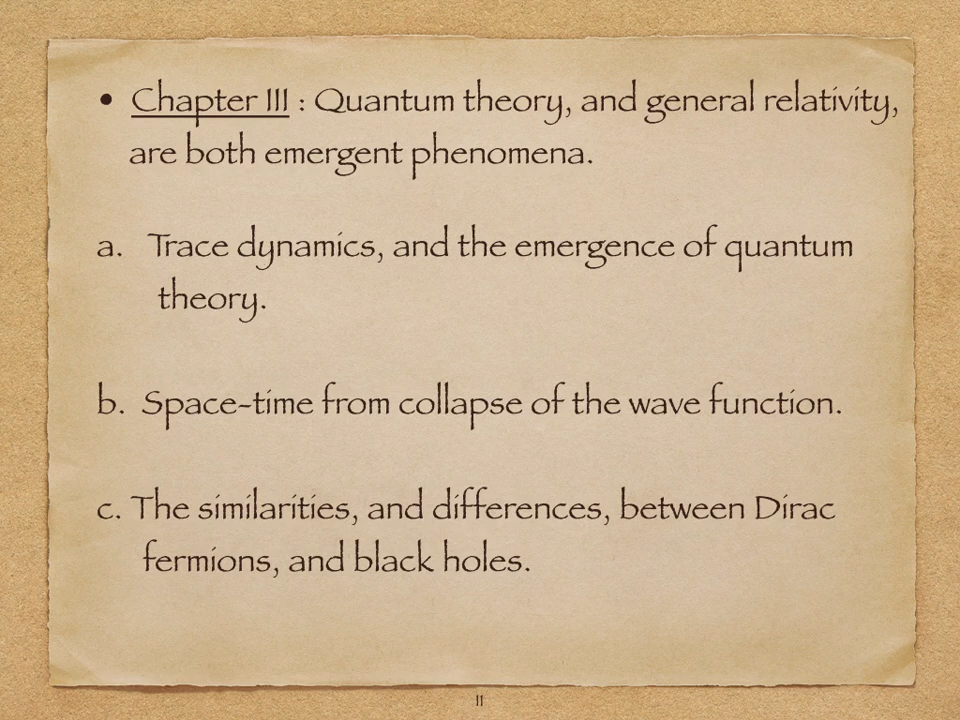 • Chapter III : Quantum theory, and general relativity,
are both emergent phenomena.
a. Trace dynamics, and the emergence of quantum
theory.
b. Space-time from collapse of the wave function.
c. The similarities, and differences, between Dirac
fermions, and black holes.
11